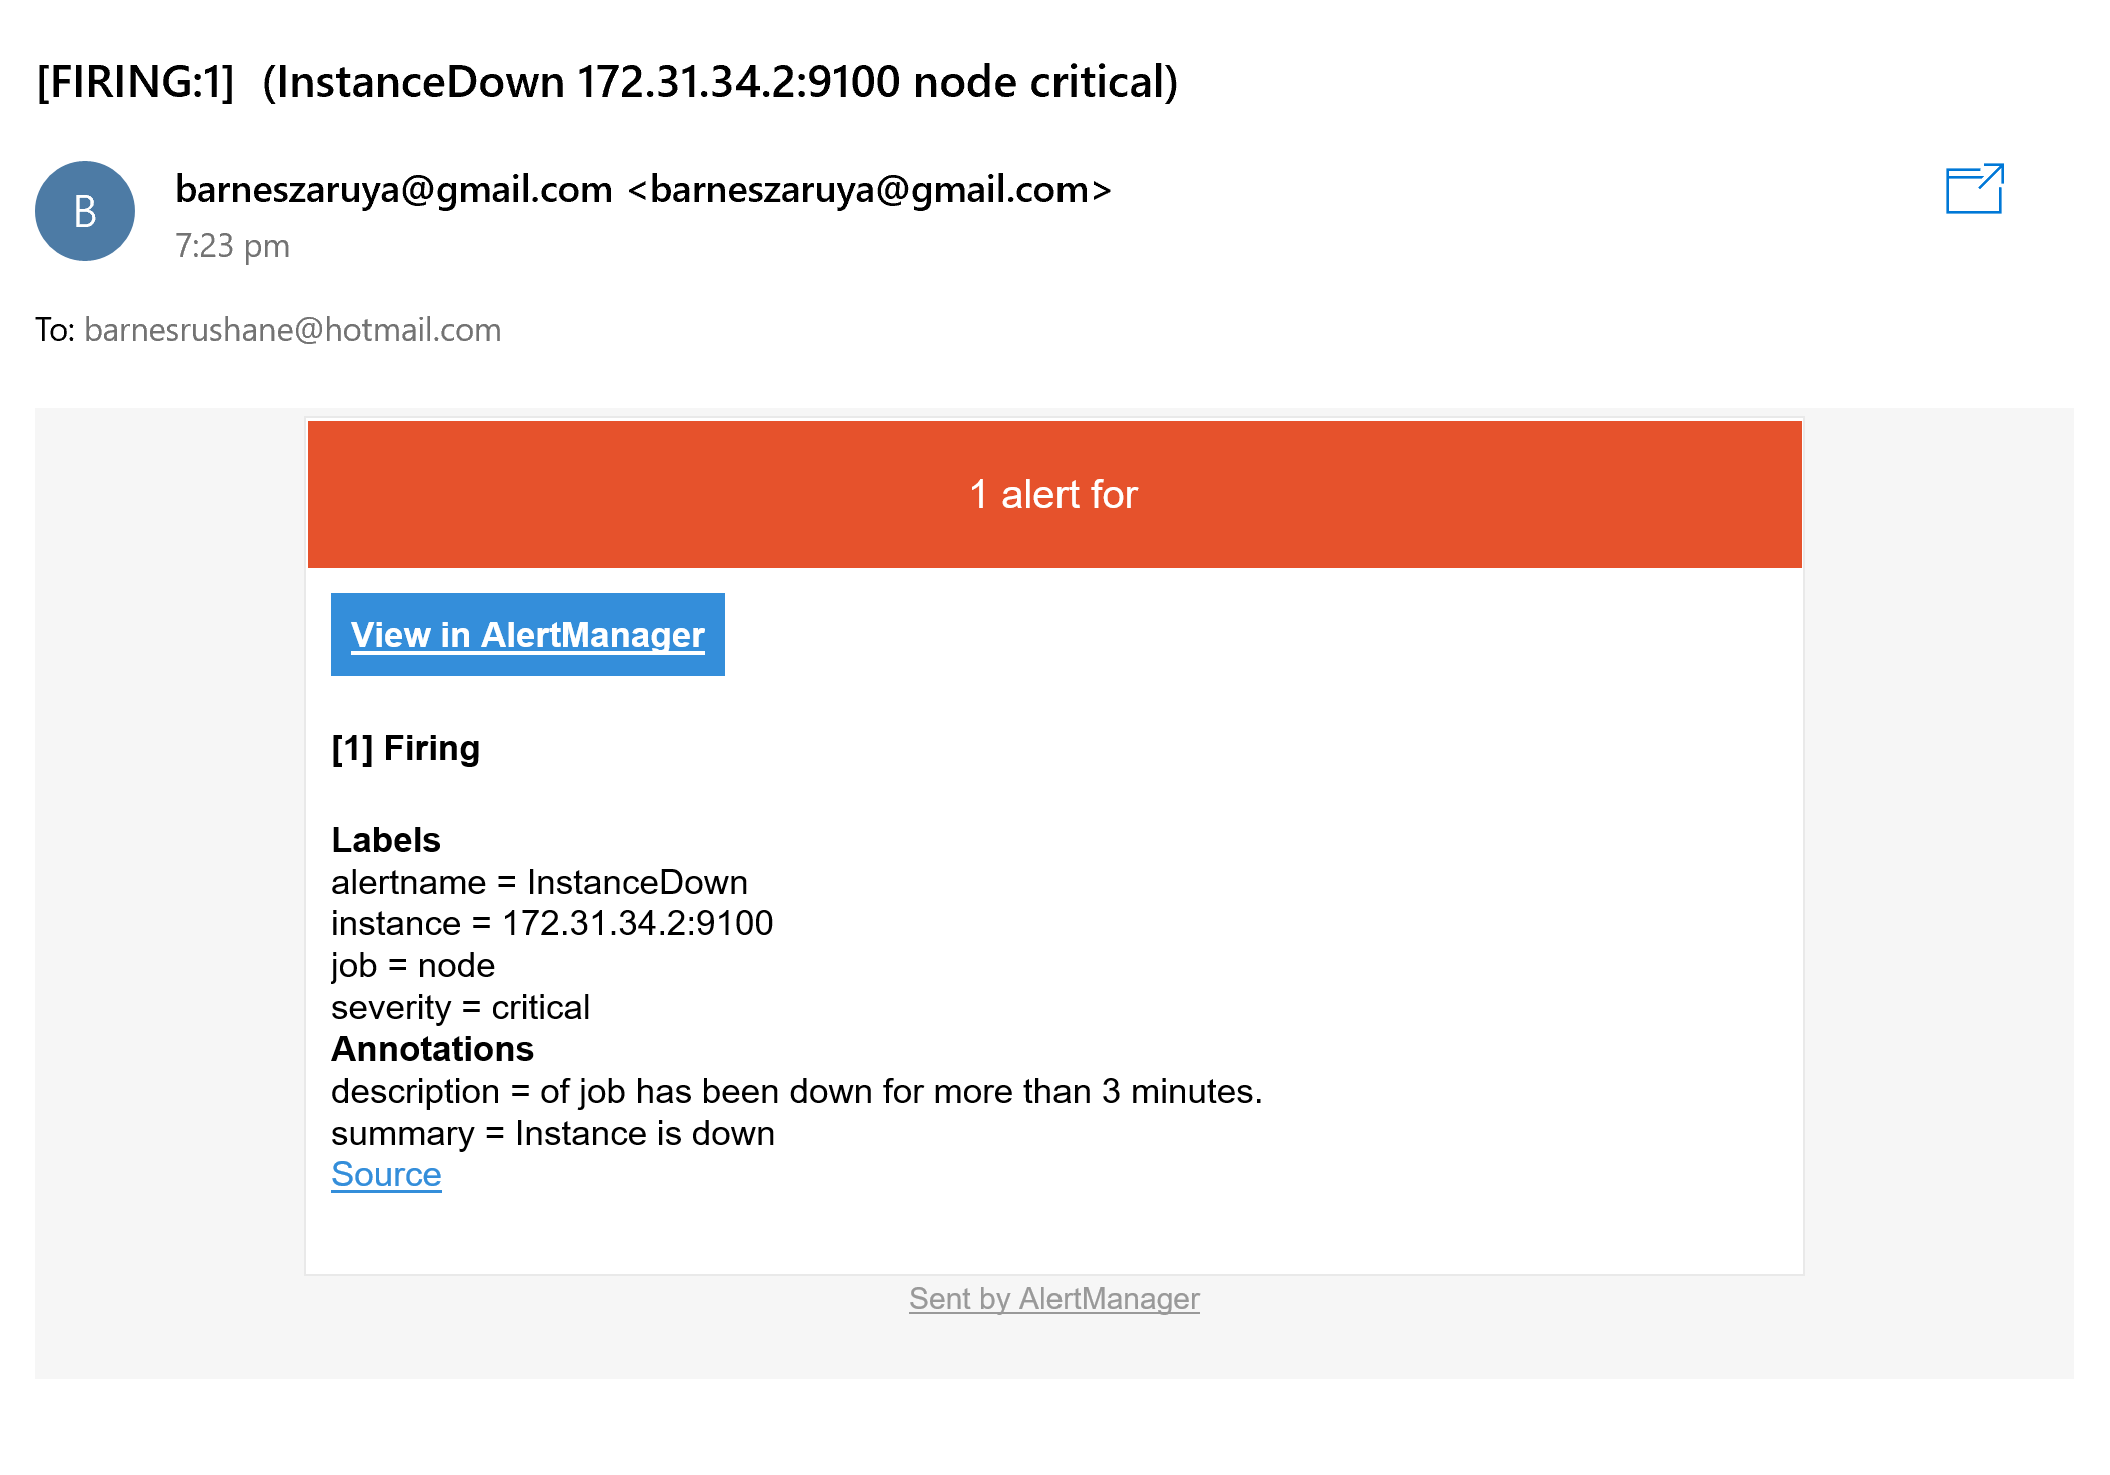 [FIRING:1]  (InstanceDown 172.31.34.2:9100 node critical)
B
barneszaruya@gmail.com <barneszaruya@gmail.com>
7:23 pm
To: barnesrushane@hotmail.com
1 alert for
View in AlertManager
[1] Firing
Labels
alertname = InstanceDown
instance = 172.31.34.2:9100
job = node
severity = critical
Annotations
description = of job has been down for more than 3 minutes.
summary = Instance is down
Source
Sent by AlertManager